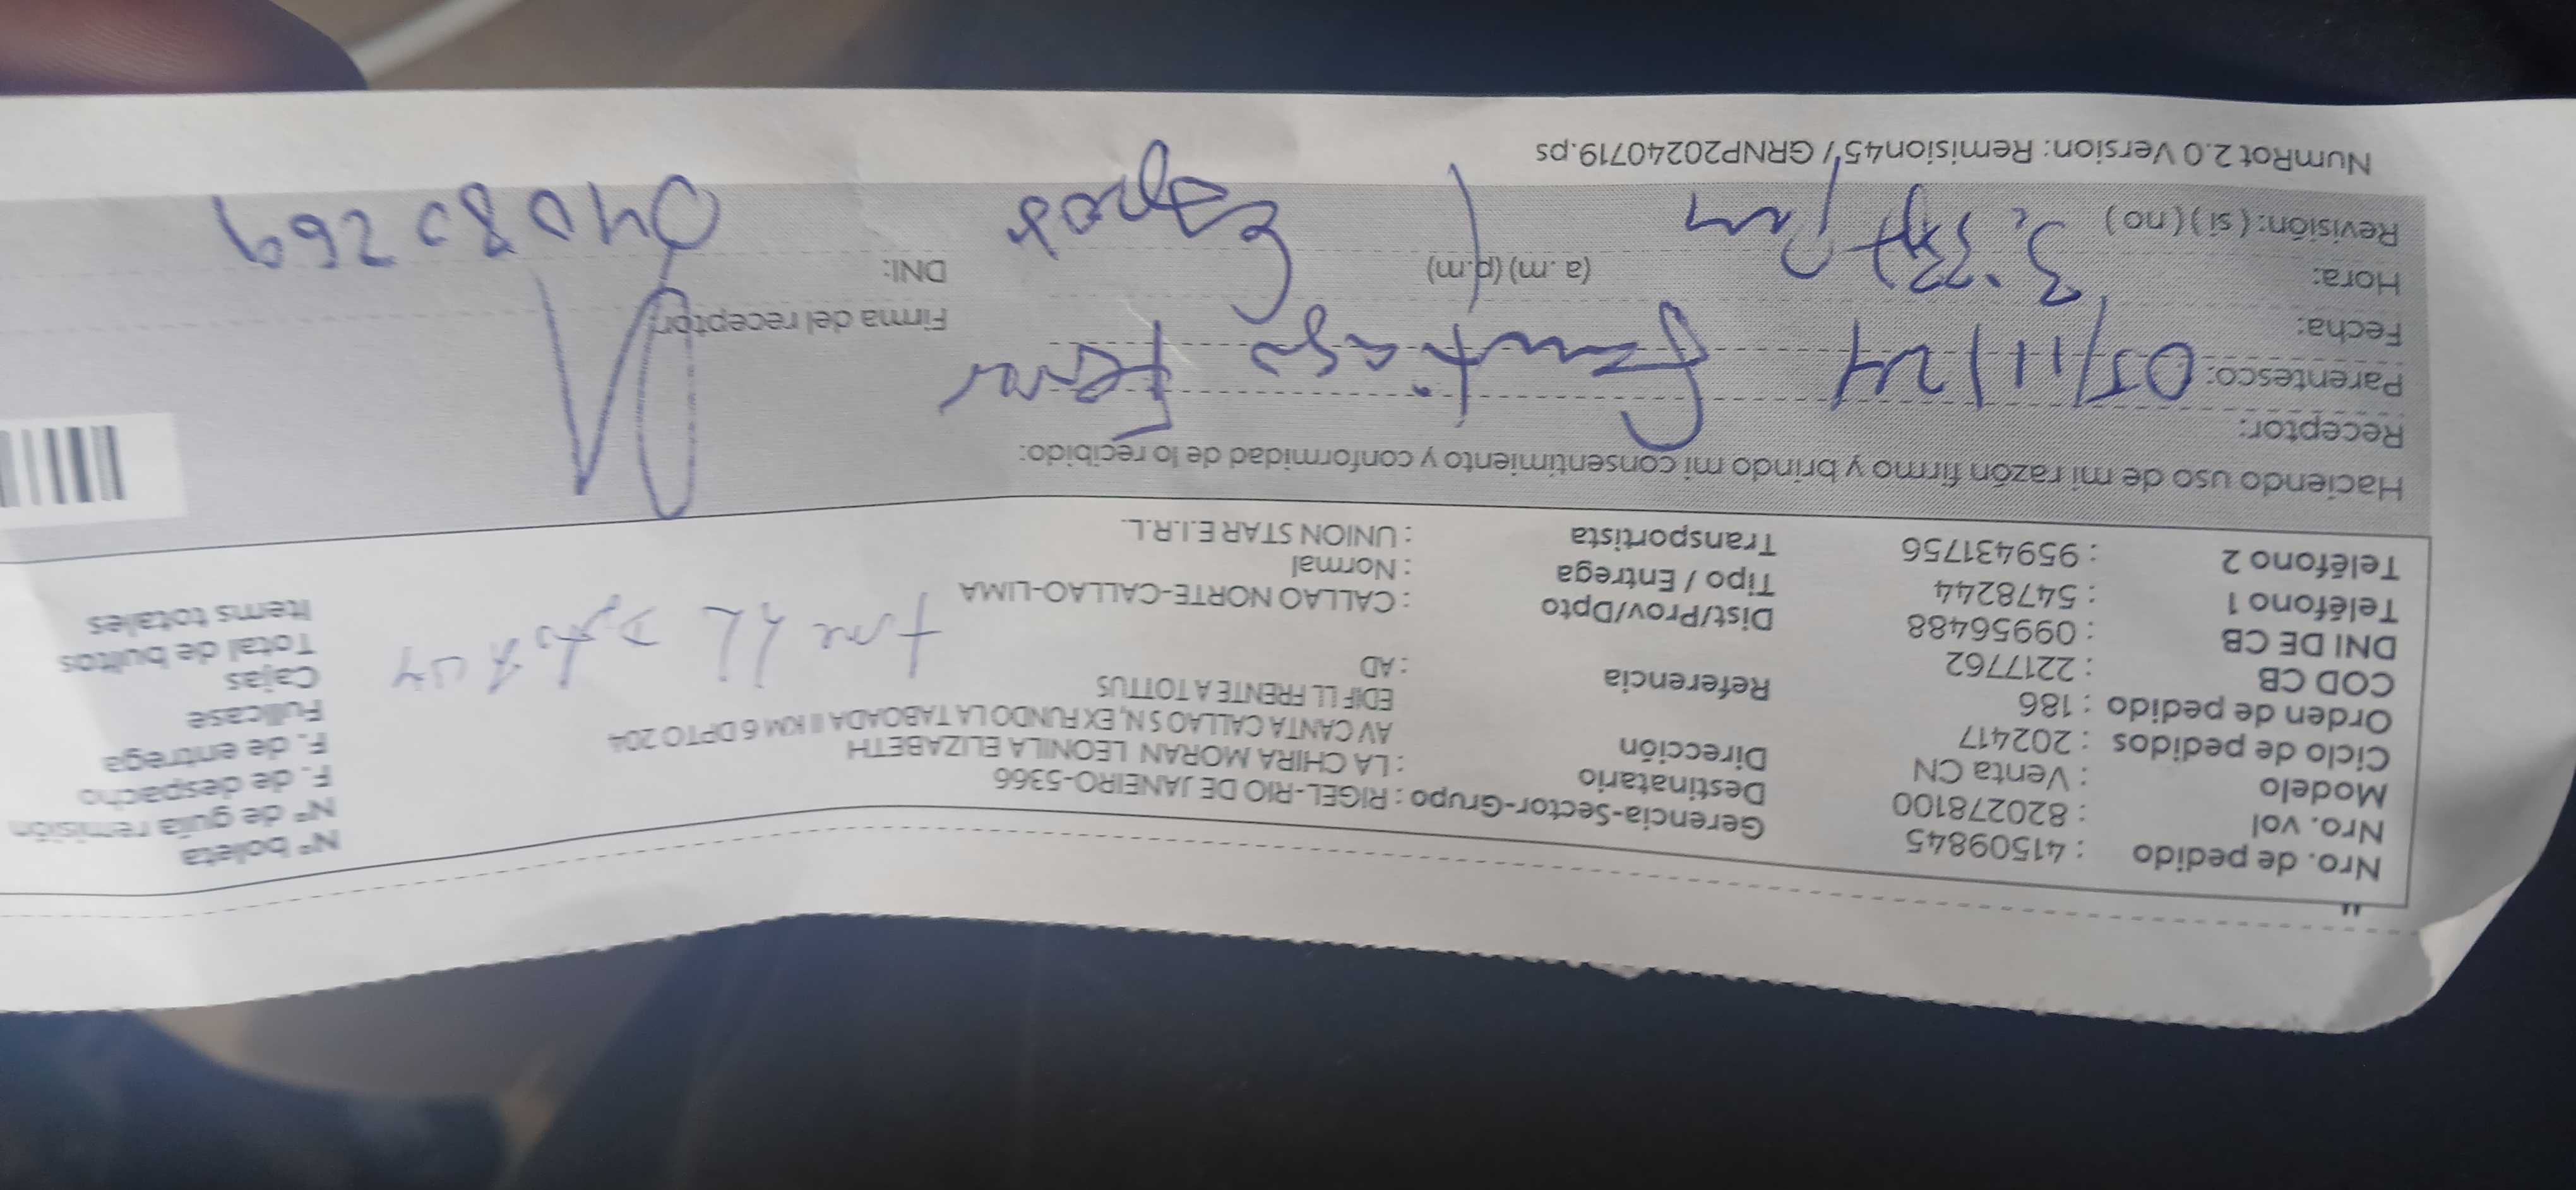 Nro. de pedido : 41509845
Nro. vol : 820278100
Modelo : Venta CN
Ciclo de pedidos : 202417
Orden de pedido : 186
COD CB : 2217762
DNI DE CB : 09956488
Teléfono 1 : 5478244
Teléfono 2 : 959431756
Gerencia-Sector-Grupo : RIGEL-RIO DE JANEIRO-5366
Destinatario : LA CHIRA MORAN LEONILA ELIZABETH
Dirección AV CANTA CALLAO SN, EX FUNDO LA TABOADA II KM 6 DPTO 204
EDIF LL FRENTE A TOTTUS
Referencia : AD
Dist/Prov/Dpto : CALLAO NORTE-CALLAO-LIMA
Tipo / Entrega : Normal
Transportista : UNION STAR E.I.R.L.
Nº boleta
Nº de guía remisión
F. de despacho
F. de entrega
Fullcase
Cajas
Total de bultos
Items totales
Haciendo uso de mi razón firmo y brindo mi consentimiento y conformidad de lo recibido:
Receptor:
Parentesco:
Fecha: 05/11/24
Hora: (a. m) (p.m)
Revisión: (si) (no)
Firma del receptor:
DNI: 04080269
NumRot 2.0 Version: Remision45 / GRNP20240719.ps